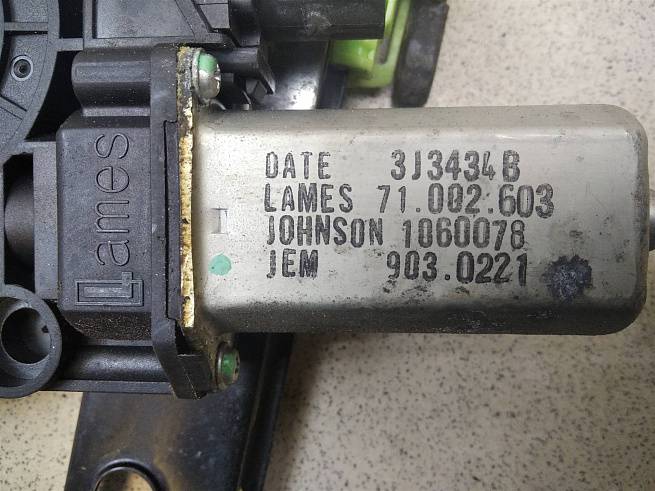 Lames
DATE 3J3434B
LAMES 71.002.603
JOHNSON 1060078
JEM 903.0221